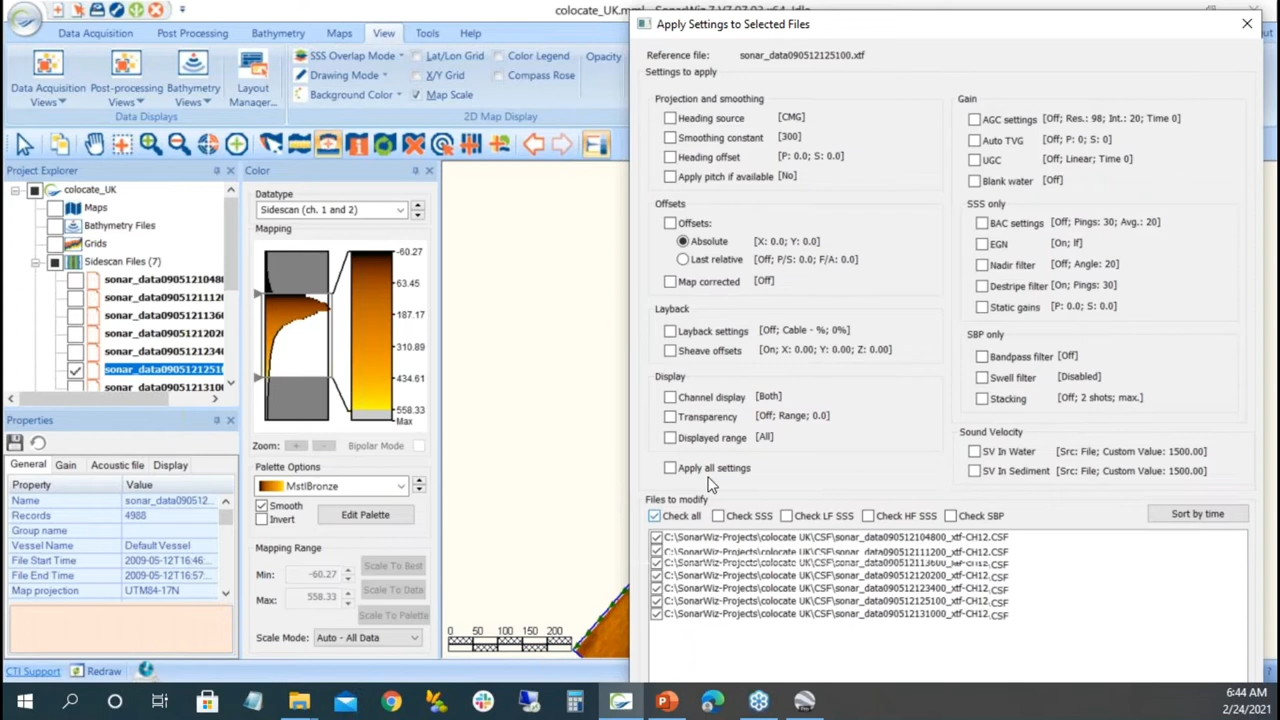 colocate_UK.mml - SonarWiz 7 V7.07.03 x64 Idle
Data Acquisition Post Processing Bathymetry Maps View Tools Help
SSS Overlap Mode Lat/Lon Grid Color Legend Opacity
Drawing Mode X/Y Grid Compass Rose
Background Color Map Scale
Data Acquisition Views
Post-processing Views
Bathymetry Views
Layout Manager...
Data Displays
2D Map Display
Project Explorer
colocate_UK
Maps
Bathymetry Files
Grids
Sidescan Files (7)
sonar_data0905121048
sonar_data0905121112
sonar_data0905121136
sonar_data0905121202
sonar_data0905121234
sonar_data0905121251
sonar_data0905121310
Properties
General Gain Acoustic file Display
Property Value
Name sonar_data090512...
Records 4988
Group name
Vessel Name Default Vessel
File Start Time 2009-05-12T16:46...
File End Time 2009-05-12T16:57...
Map projection UTM84-17N
Color
Datatype
Sidescan (ch. 1 and 2)
Mapping
-60.27
63.45
187.17
310.89
434.61
558.33
Max
Zoom: + - Bipolar Mode
Palette Options
MstlBronze
Smooth
Invert
Edit Palette
Mapping Range
Min: -60.27
Max: 558.33
Scale To Best
Scale To Data
Scale To Palette
Scale Mode: Auto - All Data
0 50 100 150 200
Apply Settings to Selected Files
Reference file: sonar_data090512125100.xtf
Settings to apply
Projection and smoothing
Heading source [CMG]
Smoothing constant [300]
Heading offset [P: 0.0; S: 0.0]
Apply pitch if available [No]
Offsets
Offsets:
Absolute [X: 0.0; Y: 0.0]
Last relative [Off; P/S: 0.0; F/A: 0.0]
Map corrected [Off]
Layback
Layback settings [Off; Cable - %; 0%]
Sheave offsets [On; X: 0.00; Y: 0.00; Z: 0.00]
Display
Channel display [Both]
Transparency [Off; Range; 0.0]
Displayed range [All]
Apply all settings
Gain
AGC settings [Off; Res.: 98; Int.: 20; Time 0]
Auto TVG [Off; P: 0; S: 0]
UGC [Off; Linear; Time 0]
Blank water [Off]
SSS only
BAC settings [Off; Pings: 30; Avg.: 20]
EGN [On; If]
Nadir filter [Off; Angle: 20]
Destripe filter [On; Pings: 30]
Static gains [P: 0.0; S: 0.0]
SBP only
Bandpass filter [Off]
Swell filter [Disabled]
Stacking [Off; 2 shots; max.]
Sound Velocity
SV In Water [Src: File; Custom Value: 1500.00]
SV In Sediment [Src: File; Custom Value: 1500.00]
Files to modify
Check all Check SSS Check LF SSS Check HF SSS Check SBP Sort by time
C:\SonarWiz-Projects\colocate UK\CSF\sonar_data090512104800_xtf-CH12.CSF
C:\SonarWiz-Projects\colocate UK\CSF\sonar_data090512111200_xtf-CH12.CSF
C:\SonarWiz-Projects\colocate UK\CSF\sonar_data090512113600_xtf-CH12.CSF
C:\SonarWiz-Projects\colocate UK\CSF\sonar_data090512120200_xtf-CH12.CSF
C:\SonarWiz-Projects\colocate UK\CSF\sonar_data090512123400_xtf-CH12.CSF
C:\SonarWiz-Projects\colocate UK\CSF\sonar_data090512125100_xtf-CH12.CSF
C:\SonarWiz-Projects\colocate UK\CSF\sonar_data090512131000_xtf-CH12.CSF
CTI Support Redraw
6:44 AM
2/24/2021